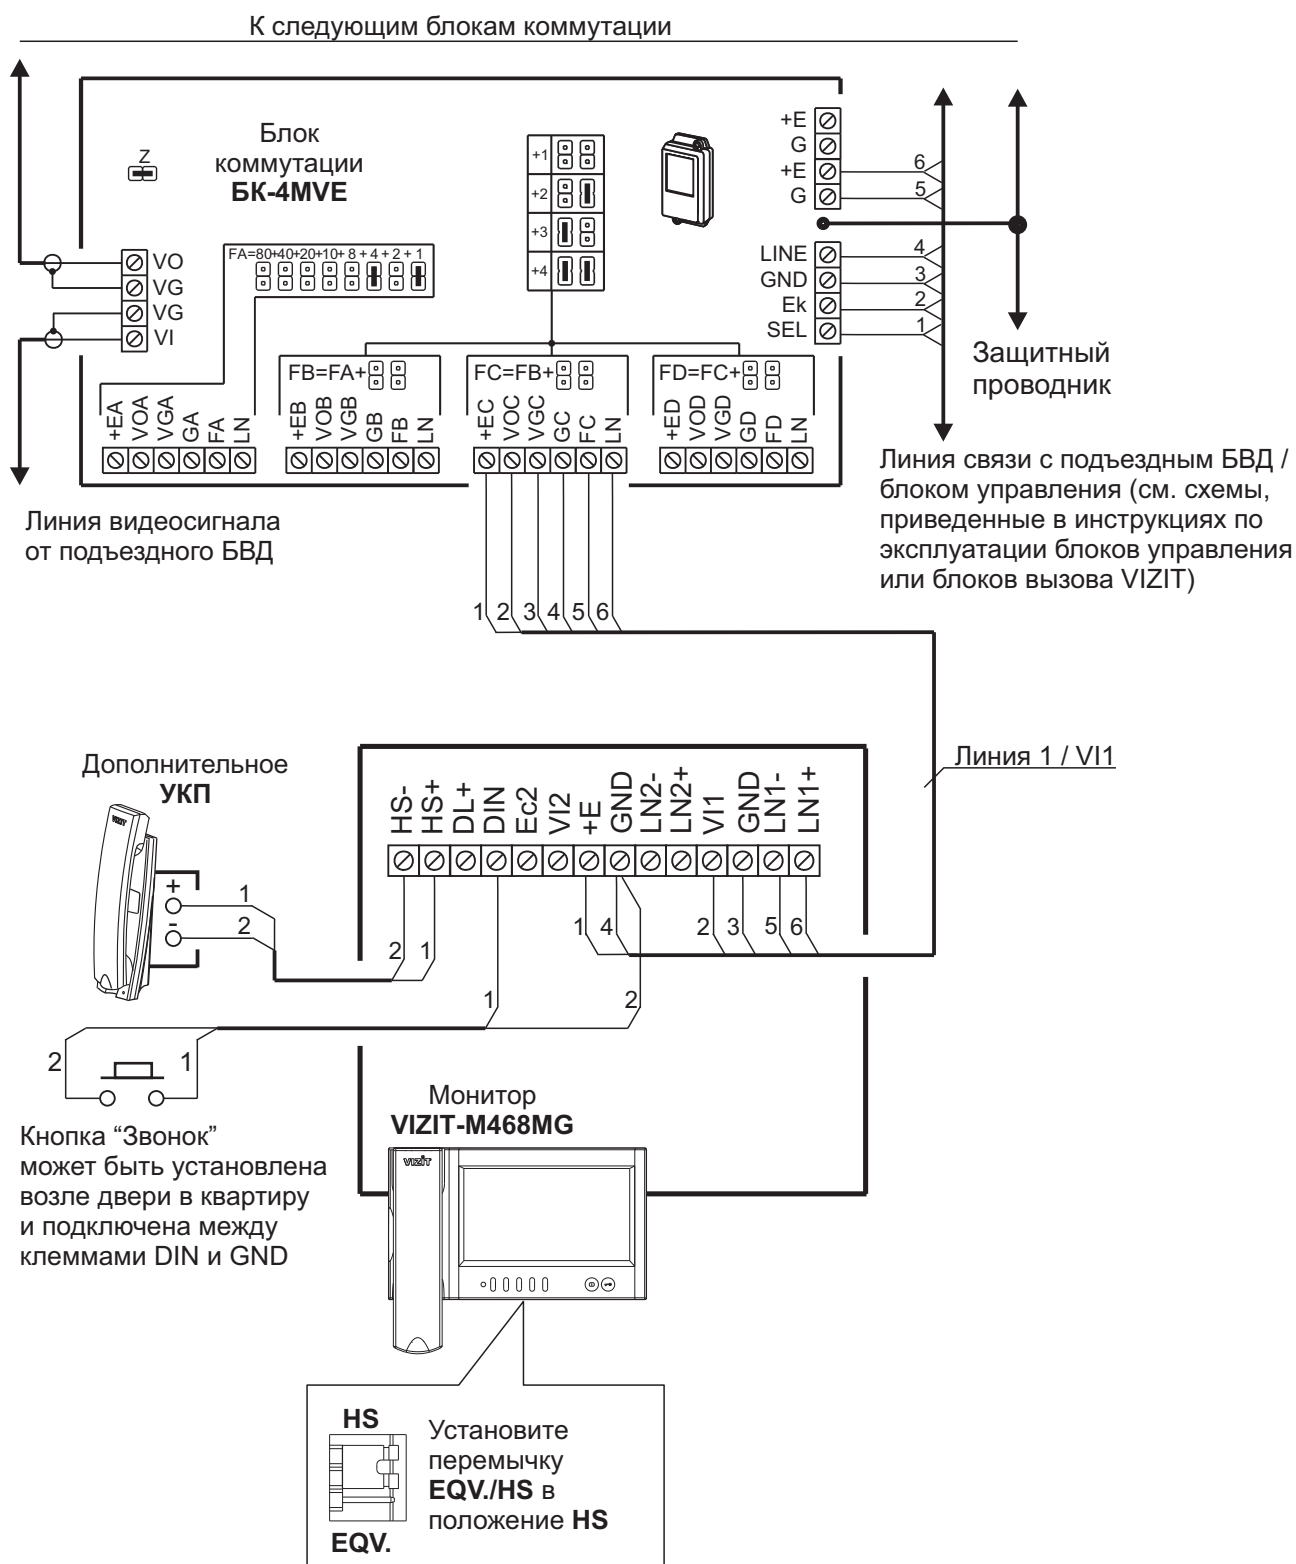 К следующим блокам коммутации
Блок
коммутации
БК-4MVE
Z
+1
+2
+3
+4
+E
G
+E
G
6
5
LINE
GND
Ek
SEL
4
3
2
1
VO
VG
VG
VI
FA=80+40+20+10+ 8 + 4 + 2 + 1
FB=FA+
FC=FB+
FD=FC+
+EA
VOA
VGA
GA
FA
LN
+EB
VOB
VGB
GB
FB
LN
+EC
VOC
VGC
GC
FC
LN
+ED
VOD
VGD
GD
FD
LN
Защитный
проводник
Линия связи с подъездным БВД /
блоком управления (см. схемы,
приведенные в инструкциях по
эксплуатации блоков управления
или блоков вызова VIZIT)
Линия видеосигнала
от подъездного БВД
1 2 3 4 5 6
Линия 1 / VI1
Дополнительное
УКП
VIZIT
+
-
1
2
HS-
HS+
DL+
DIN
Ec2
VI2
+E
GND
LN2-
LN2+
VI1
GND
LN1-
LN1+
2 1 1 4 2 3 5 6
1 2
2 1
Кнопка “Звонок”
может быть установлена
возле двери в квартиру
и подключена между
клеммами DIN и GND
Монитор
VIZIT-M468MG
VIZIT
HS
EQV.
Установите
перемычку
EQV./HS в
положение HS